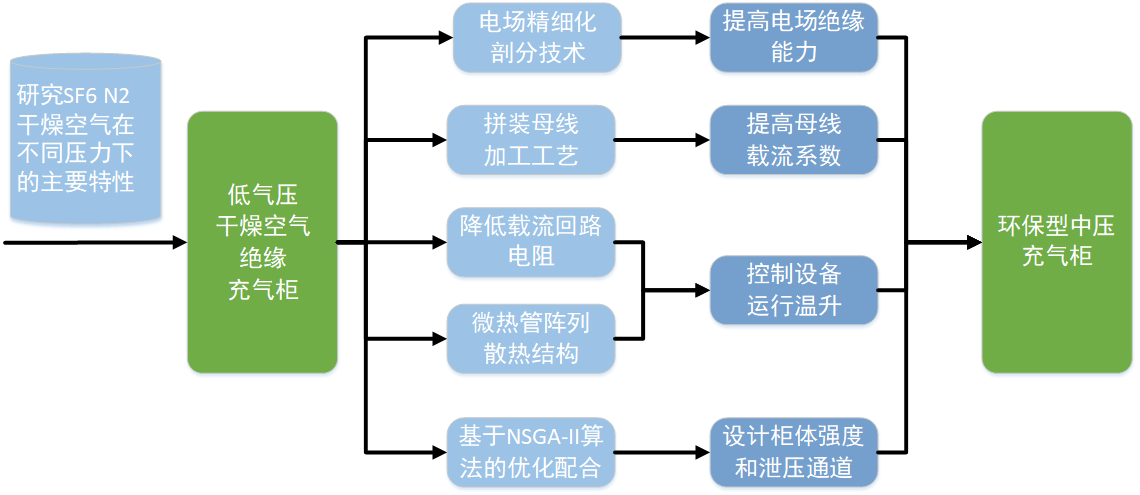 研究SF6 N2
干燥空气在
不同压力下
的主要特性
低气压
干燥空气
绝缘
充气柜
电场精细化
剖分技术
拼装母线
加工工艺
降低载流回路
电阻
微热管阵列
散热结构
基于NSGA-II算
法的优化配合
提高电场绝缘
能力
提高母线
载流系数
控制设备
运行温升
设计柜体强度
和泄压通道
环保型中压
充气柜